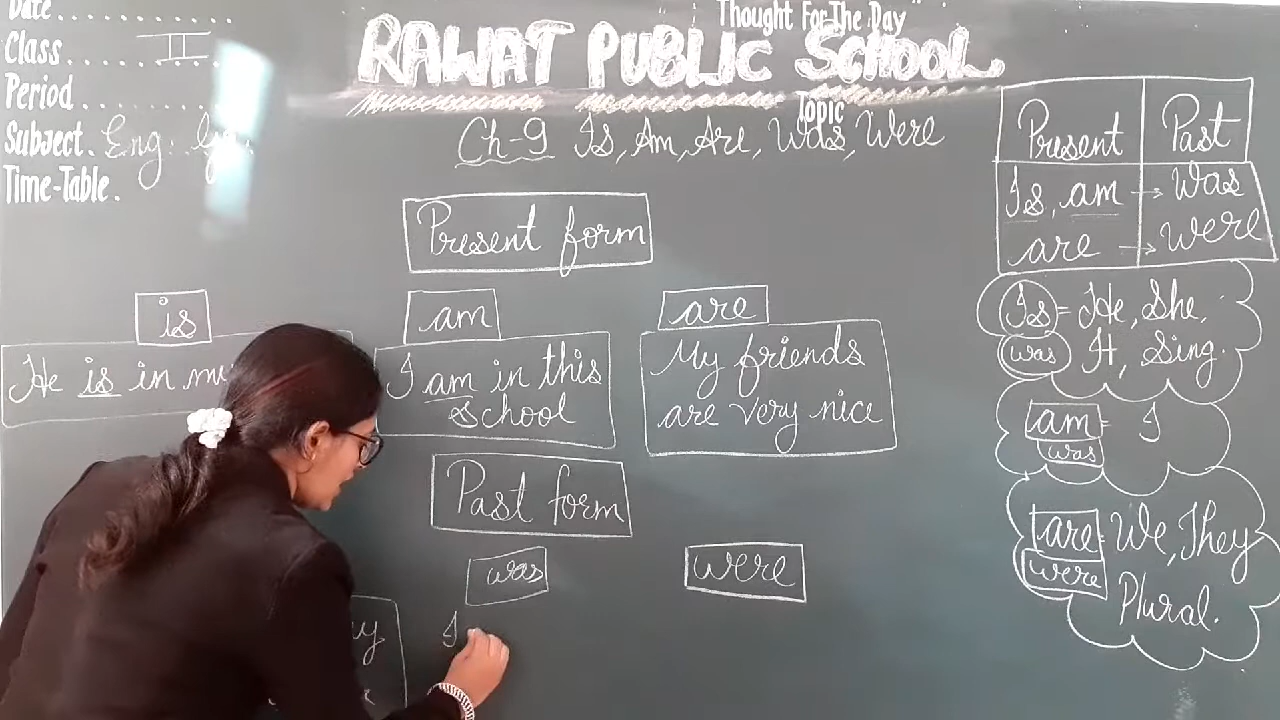 Date
Thought For The Day
Class II
RAWAT PUBLIC SCHOOL
Period
Topic
Subject. Eng.
Time-Table.
Ch-9 Is, Am, Are, Was, Were
Present Past
Is, am → Was
are → were
Present form
is am are
He is in
I am in this
school
My friends
are very nice
Is = He, She,
was It, Sing.
am = I
was
are = We, They
were Plural.
Past form
was were
I